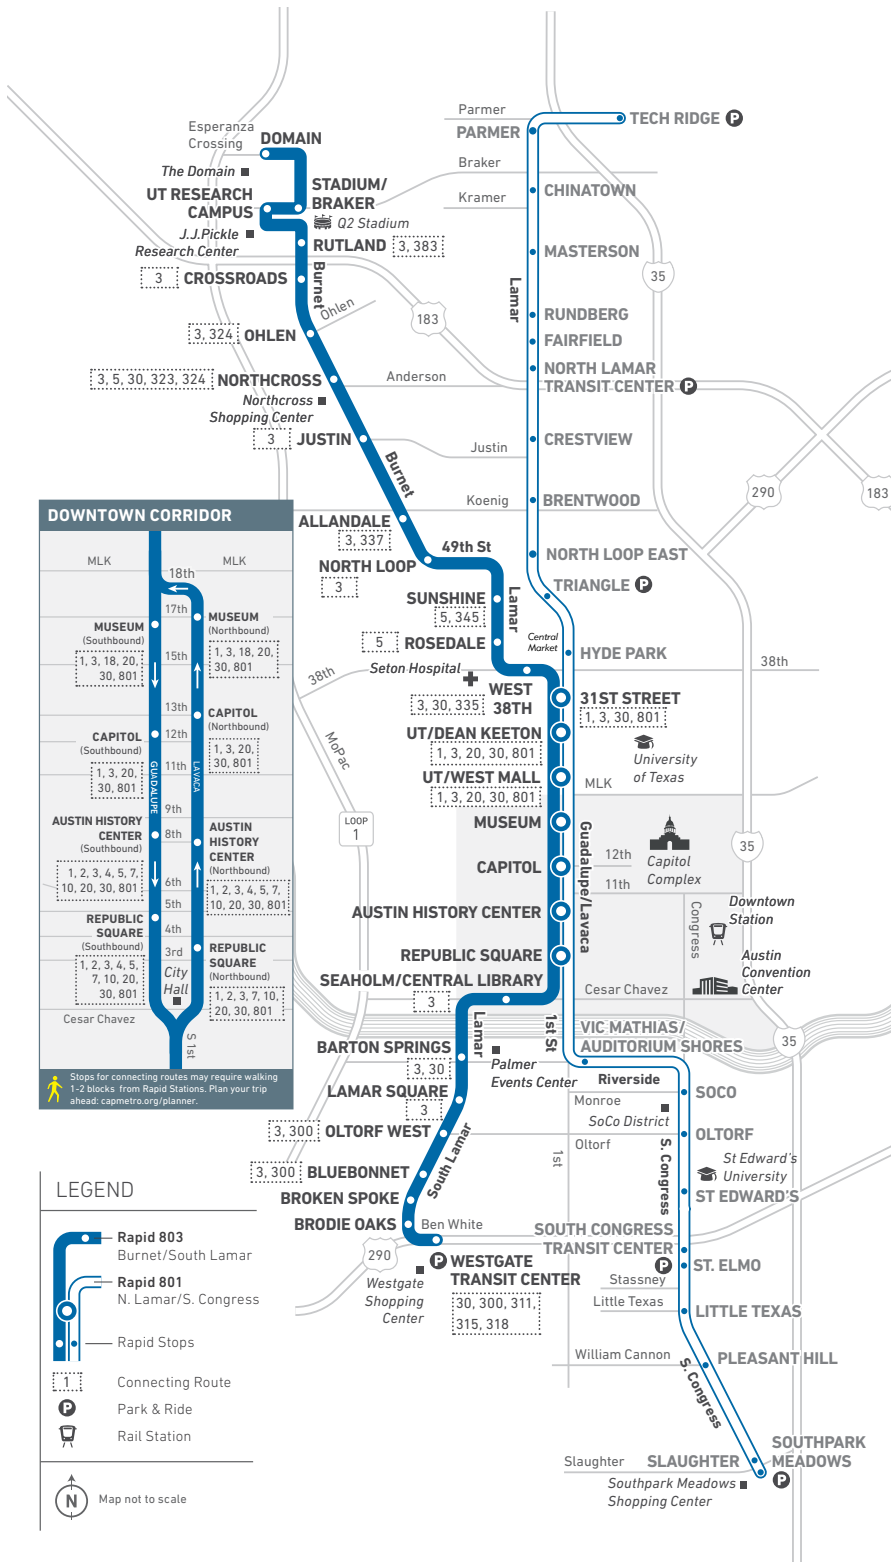 Parmer
TECH RIDGE P
PARMER
Esperanza
Crossing
DOMAIN
Braker
The Domain
CHINATOWN
UT RESEARCH
CAMPUS
STADIUM/
BRAKER
Kramer
Q2 Stadium
J.J.Pickle
Research Center
RUTLAND 3, 383
MASTERSON
3 CROSSROADS
Burnet
35
Lamar
Ohlen
183
RUNDBERG
3, 324 OHLEN
FAIRFIELD
NORTH LAMAR
TRANSIT CENTER P
3, 5, 30, 323, 324 NORTHCROSS
Anderson
Northcross
Shopping Center
3 JUSTIN
Justin
CRESTVIEW
Burnet
290
183
Koenig
BRENTWOOD
ALLANDALE
3, 337
49th St
NORTH LOOP
3
NORTH LOOP EAST
TRIANGLE P
SUNSHINE
5, 345
Lamar
5 ROSEDALE
Central
Market
HYDE PARK
38th
Seton Hospital
38th
WEST
38TH
3, 30, 335
31ST STREET
1, 3, 30, 801
MoPac
UT/DEAN KEETON
1, 3, 20, 30, 801
University
of Texas
UT/WEST MALL
1, 3, 20, 30, 801
MLK
LOOP
1
MUSEUM
Guadalupe/Lavaca
35
CAPITOL
12th
Capitol
Complex
11th
AUSTIN HISTORY CENTER
Congress
Downtown
Station
REPUBLIC SQUARE
Austin
Convention
Center
SEAHOLM/CENTRAL LIBRARY
3
Cesar Chavez
Lamar
1st St
VIC MATHIAS/
AUDITORIUM SHORES
35
BARTON SPRINGS
3, 30
Palmer
Events Center
Riverside
LAMAR SQUARE
3
Monroe
SOCO
SoCo District
3, 300 OLTORF WEST
Oltorf
OLTORF
South Lamar
1st
S. Congress
3, 300 BLUEBONNET
St Edward's
University
BROKEN SPOKE
ST EDWARD'S
BRODIE OAKS
Ben White
SOUTH CONGRESS
TRANSIT CENTER
290
P WESTGATE
TRANSIT CENTER
30, 300, 311,
315, 318
Westgate
Shopping
Center
P ST. ELMO
Stassney
Little Texas
LITTLE TEXAS
William Cannon
PLEASANT HILL
S. Congress
Slaughter
SLAUGHTER
SOUTHPARK
MEADOWS
P
Southpark Meadows
Shopping Center
DOWNTOWN CORRIDOR
MLK
MLK
18th
17th
MUSEUM
(Southbound)
1, 3, 18, 20,
30, 801
MUSEUM
(Northbound)
1, 3, 18, 20,
30, 801
15th
13th
CAPITOL
(Northbound)
1, 3, 20,
30, 801
12th
CAPITOL
(Southbound)
1, 3, 20,
30, 801
11th
GUADALUPE
LAVACA
9th
AUSTIN HISTORY
CENTER
(Southbound)
1, 2, 3, 4, 5, 7,
10, 20, 30, 801
8th
AUSTIN
HISTORY
CENTER
(Northbound)
1, 2, 3, 4, 5, 7,
10, 20, 30, 801
6th
5th
REPUBLIC
SQUARE
(Southbound)
1, 2, 3, 4, 5,
7, 10, 20,
30, 801
4th
3rd
REPUBLIC
SQUARE
(Northbound)
1, 2, 3, 7, 10,
20, 30, 801
City
Hall
Cesar Chavez
S 1st
Stops for connecting routes may require walking
1-2 blocks from Rapid Stations. Plan your trip
ahead: capmetro.org/planner.
LEGEND
Rapid 803
Burnet/South Lamar
Rapid 801
N. Lamar/S. Congress
Rapid Stops
1 Connecting Route
P Park & Ride
Rail Station
N Map not to scale